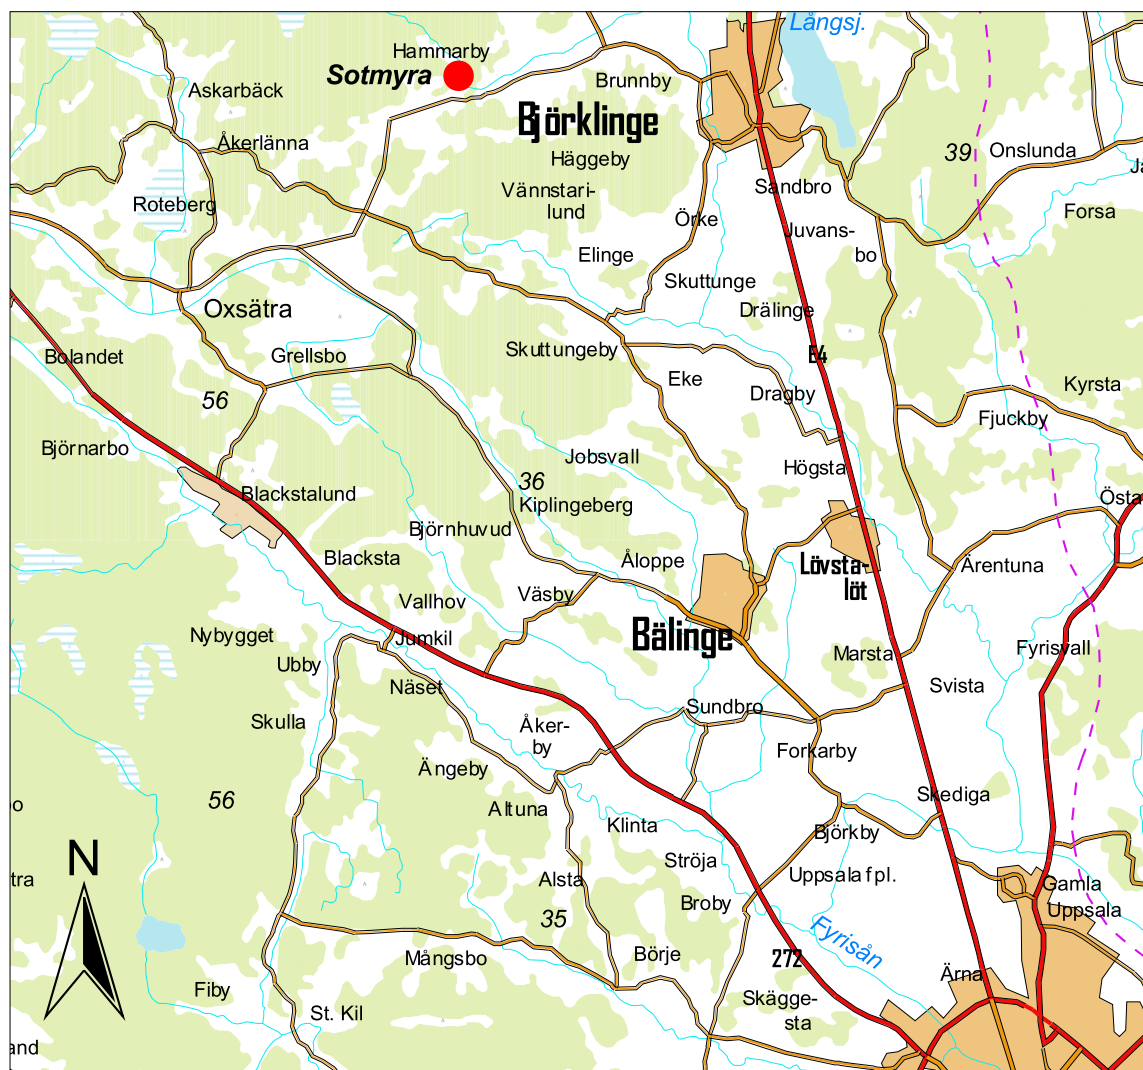 Långsj.
Hammarby
Sotmyra
Brunnby
Askarbäck
Björklinge
Åkerlänna
Häggeby
39
Onslunda
Vännstari-
lund
Sandbro
Roteberg
Örke
Forsa
Juvans-
bo
Elinge
Skuttunge
Oxsätra
Drälinge
Bolandet
Grellsbo
Skuttungeby
E4
Eke
Kyrsta
56
Dragby
Fjuckby
Björnarbo
Jobsvall
Högsta
36
Blackstalund
Kiplingeberg
Östa
Björnhuvud
Blacksta
Åloppe
Lövsta-
löt
Ärentuna
Vallhov
Väsby
Nybygget
Jumkil
Bälinge
Marsta
Fyrisvall
Ubby
Näset
Svista
Skulla
Åker-
by
Sundbro
Forkarby
Ängeby
56
Skediga
bo
Altuna
Klinta
Björkby
N
Ströja
tra
Alsta
Uppsala fpl.
Gamla
Uppsala
Broby
35
Fyrisån
Mångsbo
Börje
272
Ärna
Fiby
Skägge-
sta
St. Kil
and